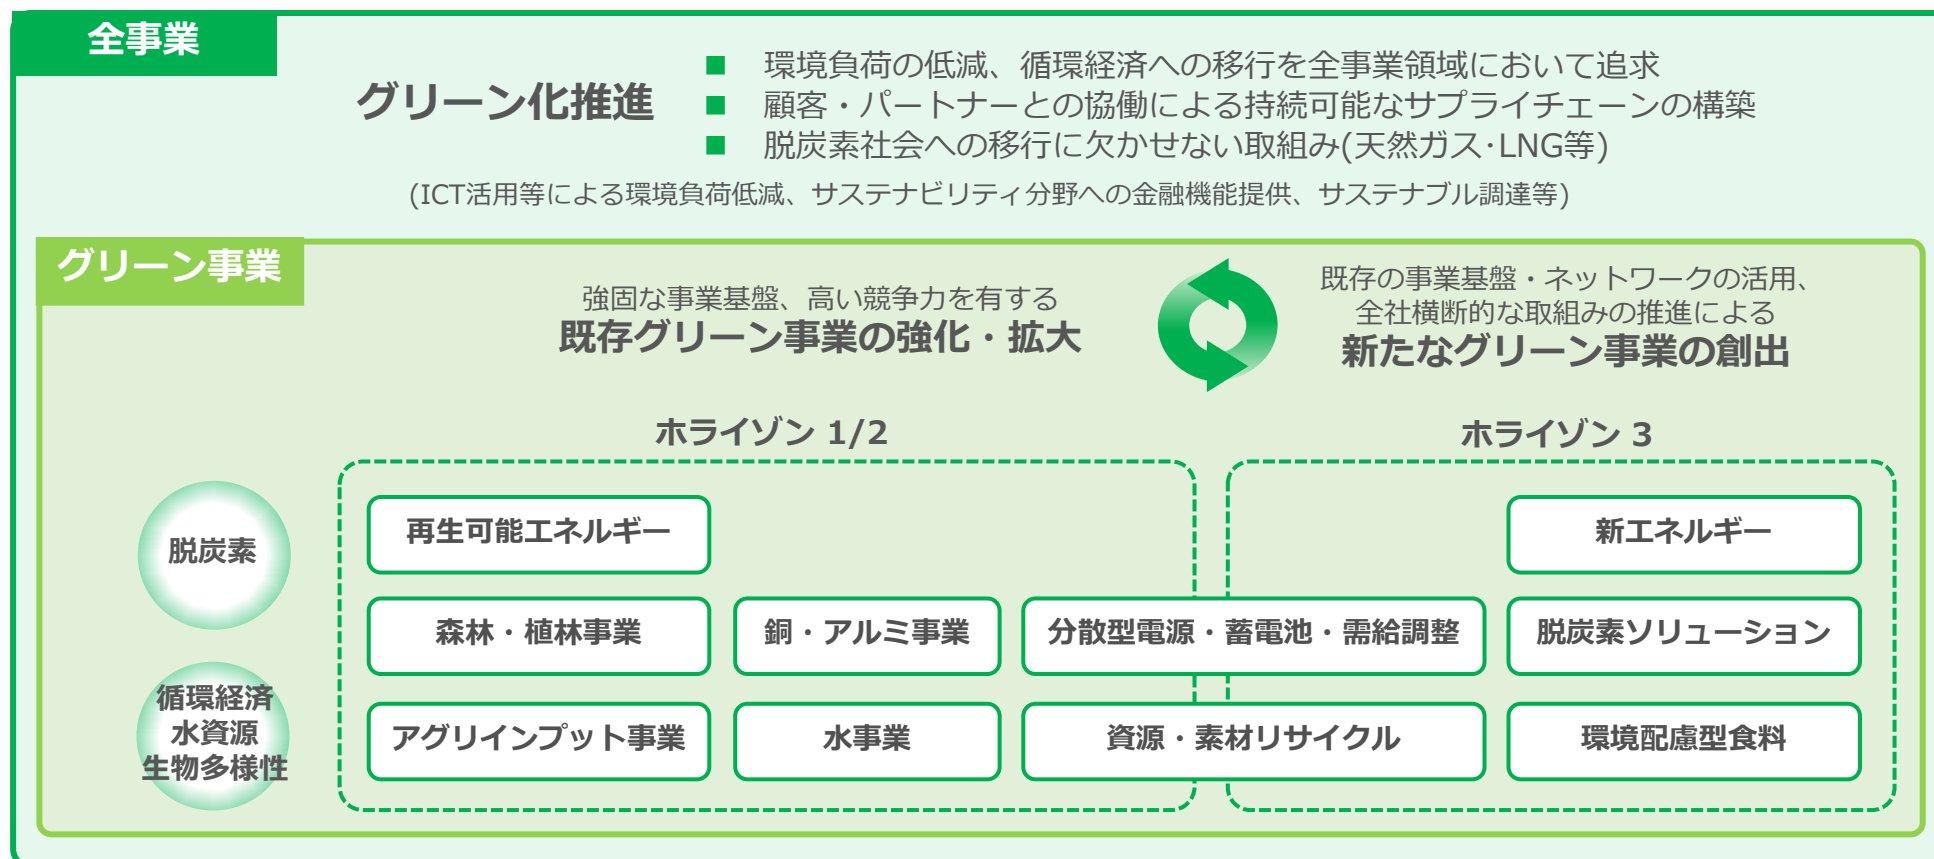 全事業
グリーン化推進
■ 環境負荷の低減、循環経済への移行を全事業領域において追求
■ 顧客・パートナーとの協働による持続可能なサプライチェーンの構築
■ 脱炭素社会への移行に欠かせない取組み(天然ガス･LNG等)
(ICT活用等による環境負荷低減、サステナビリティ分野への金融機能提供、サステナブル調達等)
グリーン事業
強固な事業基盤、高い競争力を有する
既存グリーン事業の強化・拡大
既存の事業基盤・ネットワークの活用、
全社横断的な取組みの推進による
新たなグリーン事業の創出
ホライゾン 1/2
ホライゾン 3
脱炭素
再生可能エネルギー
新エネルギー
森林・植林事業
銅・アルミ事業
分散型電源・蓄電池・需給調整
脱炭素ソリューション
循環経済
水資源
生物多様性
アグリインプット事業
水事業
資源・素材リサイクル
環境配慮型食料